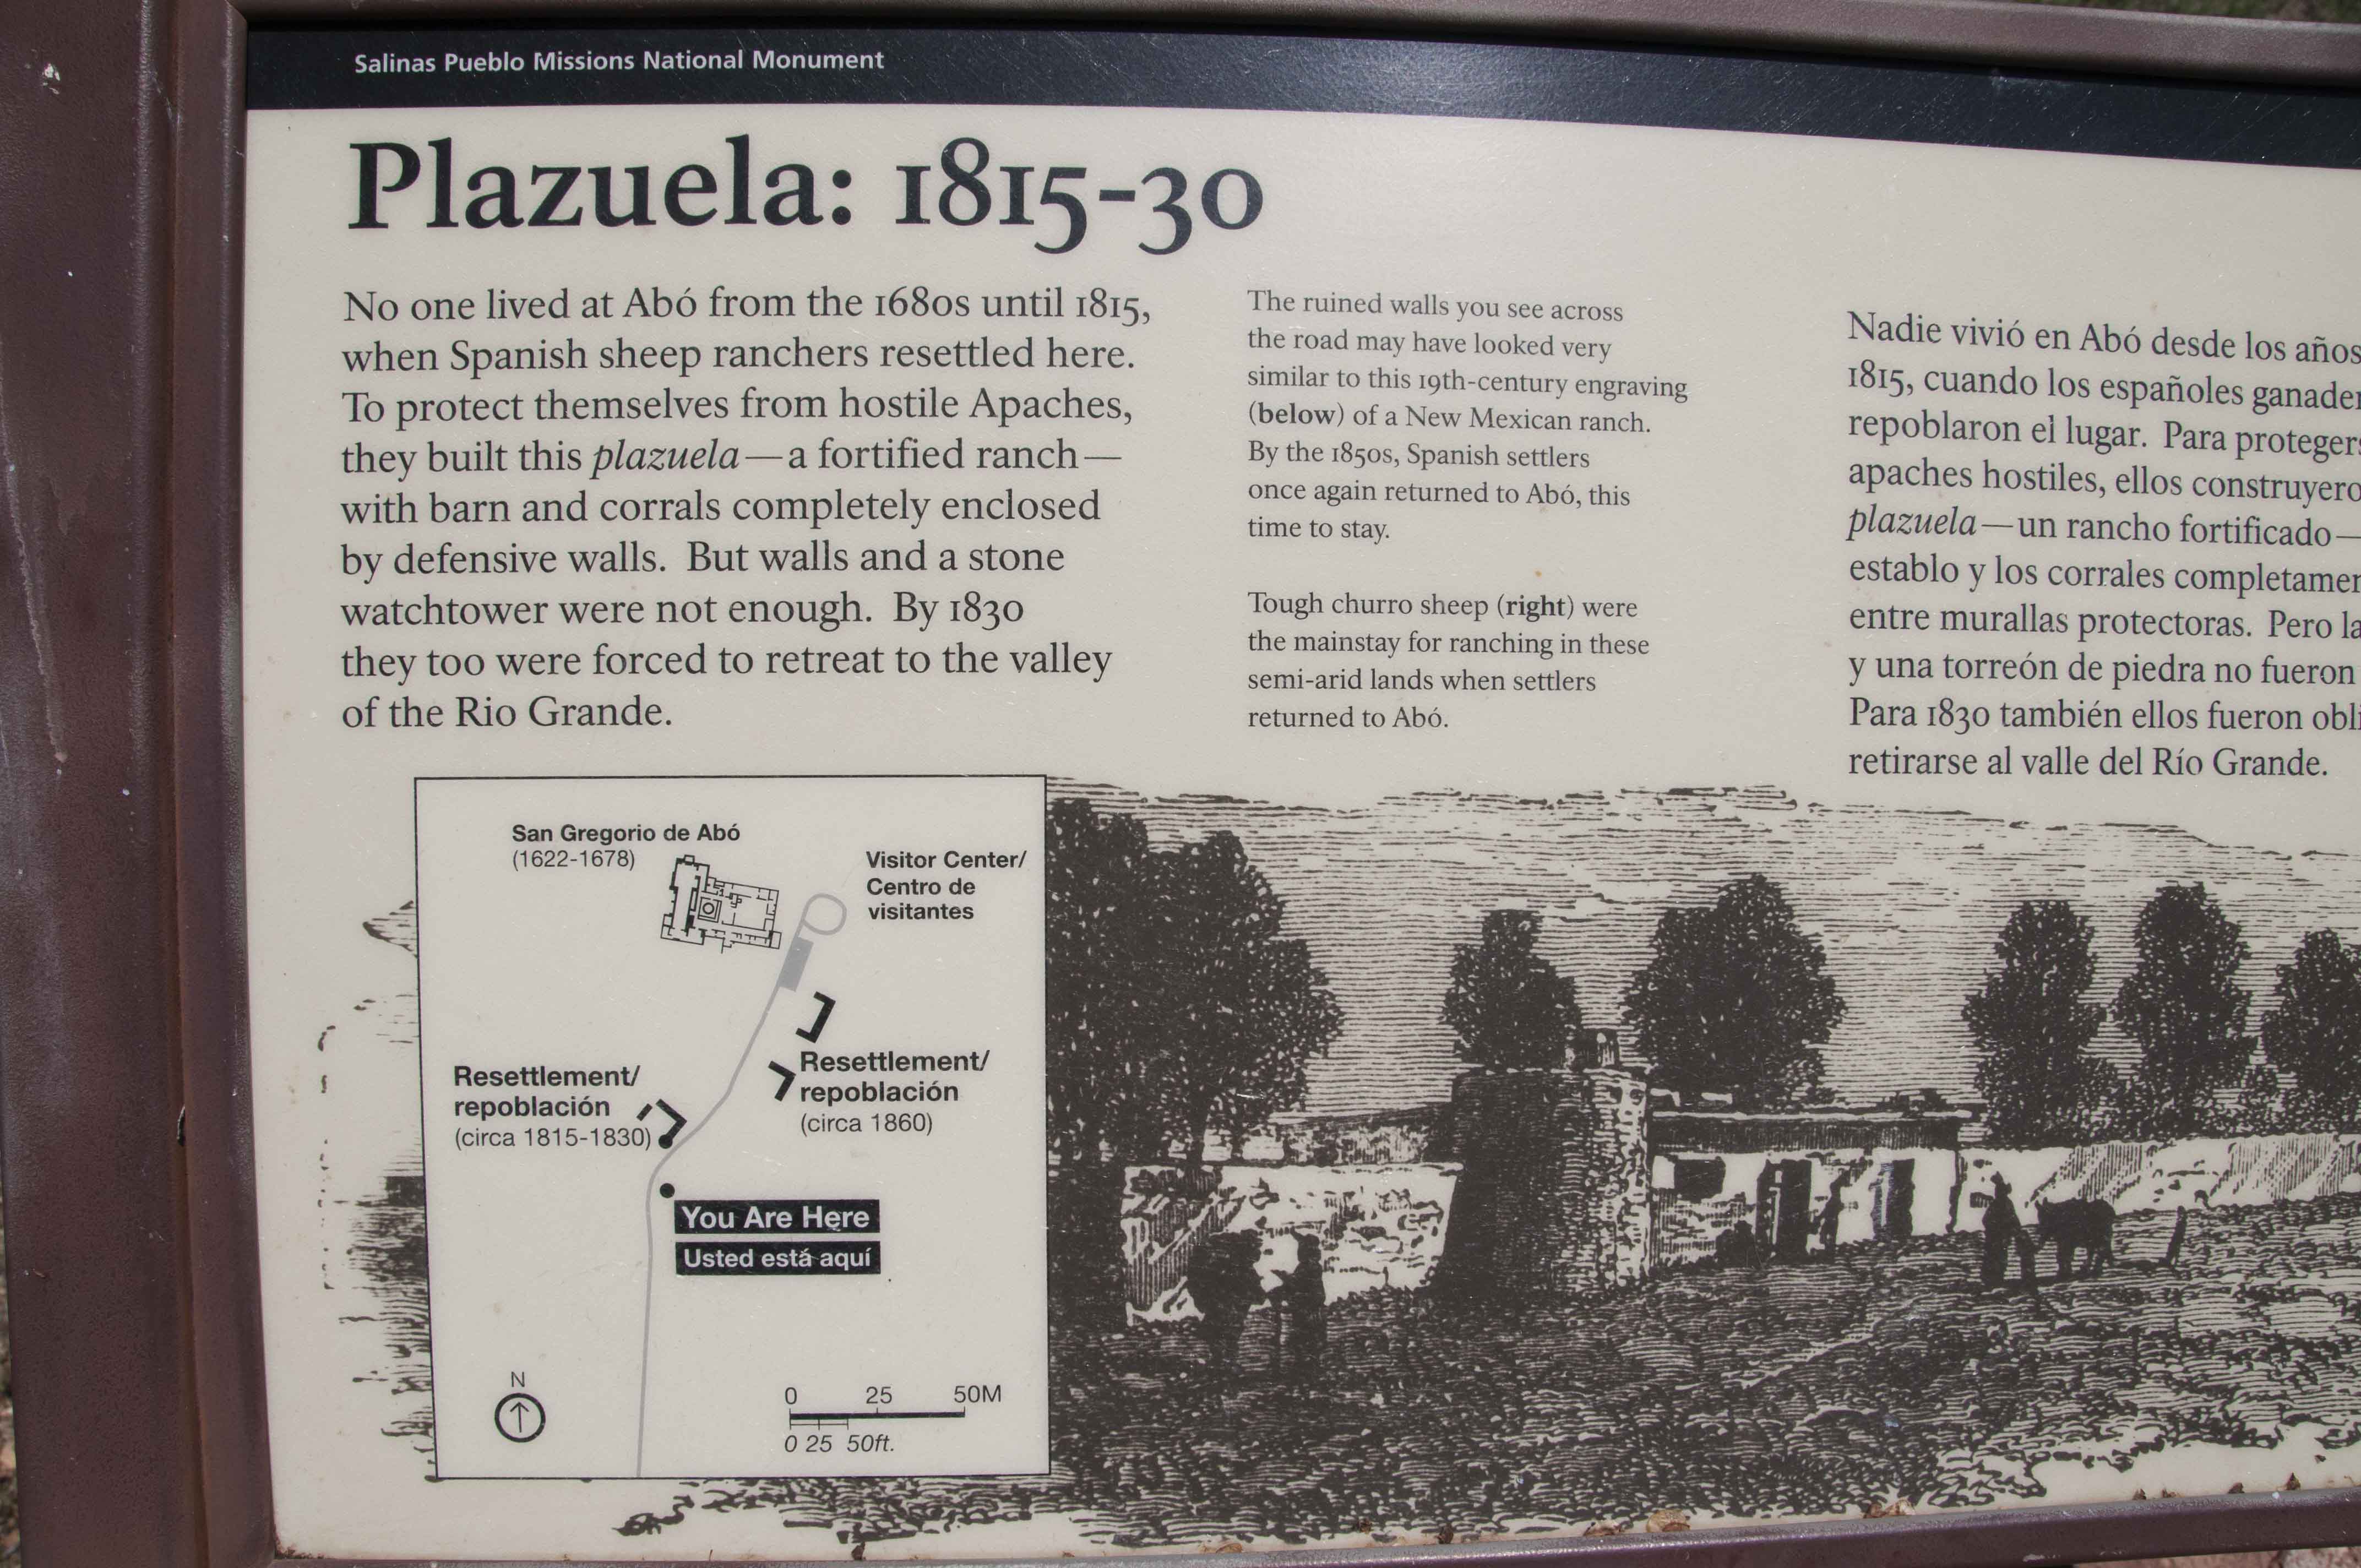 Salinas Pueblo Missions National Monument
Plazuela: 1815-30
No one lived at Abó from the 1680s until 1815,
when Spanish sheep ranchers resettled here.
To protect themselves from hostile Apaches,
they built this plazuela—a fortified ranch—
with barn and corrals completely enclosed
by defensive walls. But walls and a stone
watchtower were not enough. By 1830
they too were forced to retreat to the valley
of the Rio Grande.
The ruined walls you see across
the road may have looked very
similar to this 19th-century engraving
(below) of a New Mexican ranch.
By the 1850s, Spanish settlers
once again returned to Abó, this
time to stay.
Tough churro sheep (right) were
the mainstay for ranching in these
semi-arid lands when settlers
returned to Abó.
Nadie vivió en Abó desde los años
1815, cuando los españoles
repoblaron el lugar. Para
apaches hostiles, ellos
plazuela—un rancho fortificado—
establo y los corrales
entre murallas protectoras. Pero
y una torreón de piedra no fueron
Para 1830 también ellos fueron
retirarse al valle del Río Grande.
San Gregorio de Abó
(1622-1678)
Visitor Center/
Centro de
visitantes
Resettlement/
repoblación
(circa 1860)
Resettlement/
repoblación
(circa 1815-1830)
You Are Here
Usted está aquí
N
0 25 50M
0 25 50ft.